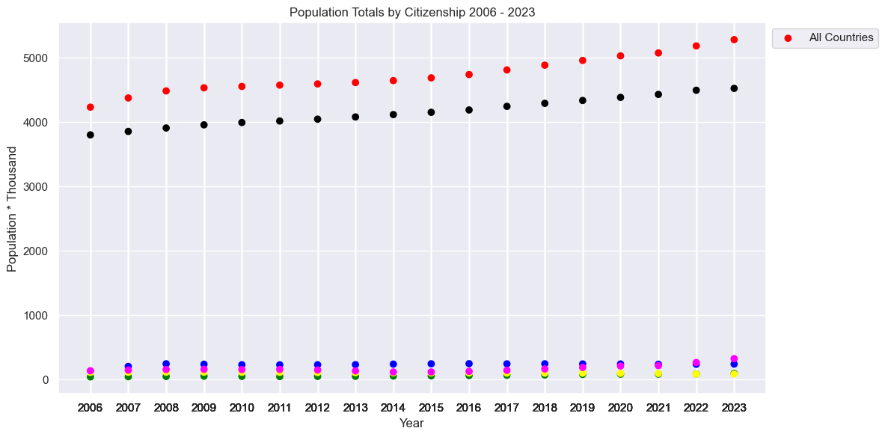 Population Totals by Citizenship 2006 - 2023
All Countries
5000
4000
3000
2000
1000
0
Population * Thousand
2006 2007 2008 2009 2010 2011 2012 2013 2014 2015 2016 2017 2018 2019 2020 2021 2022 2023
Year